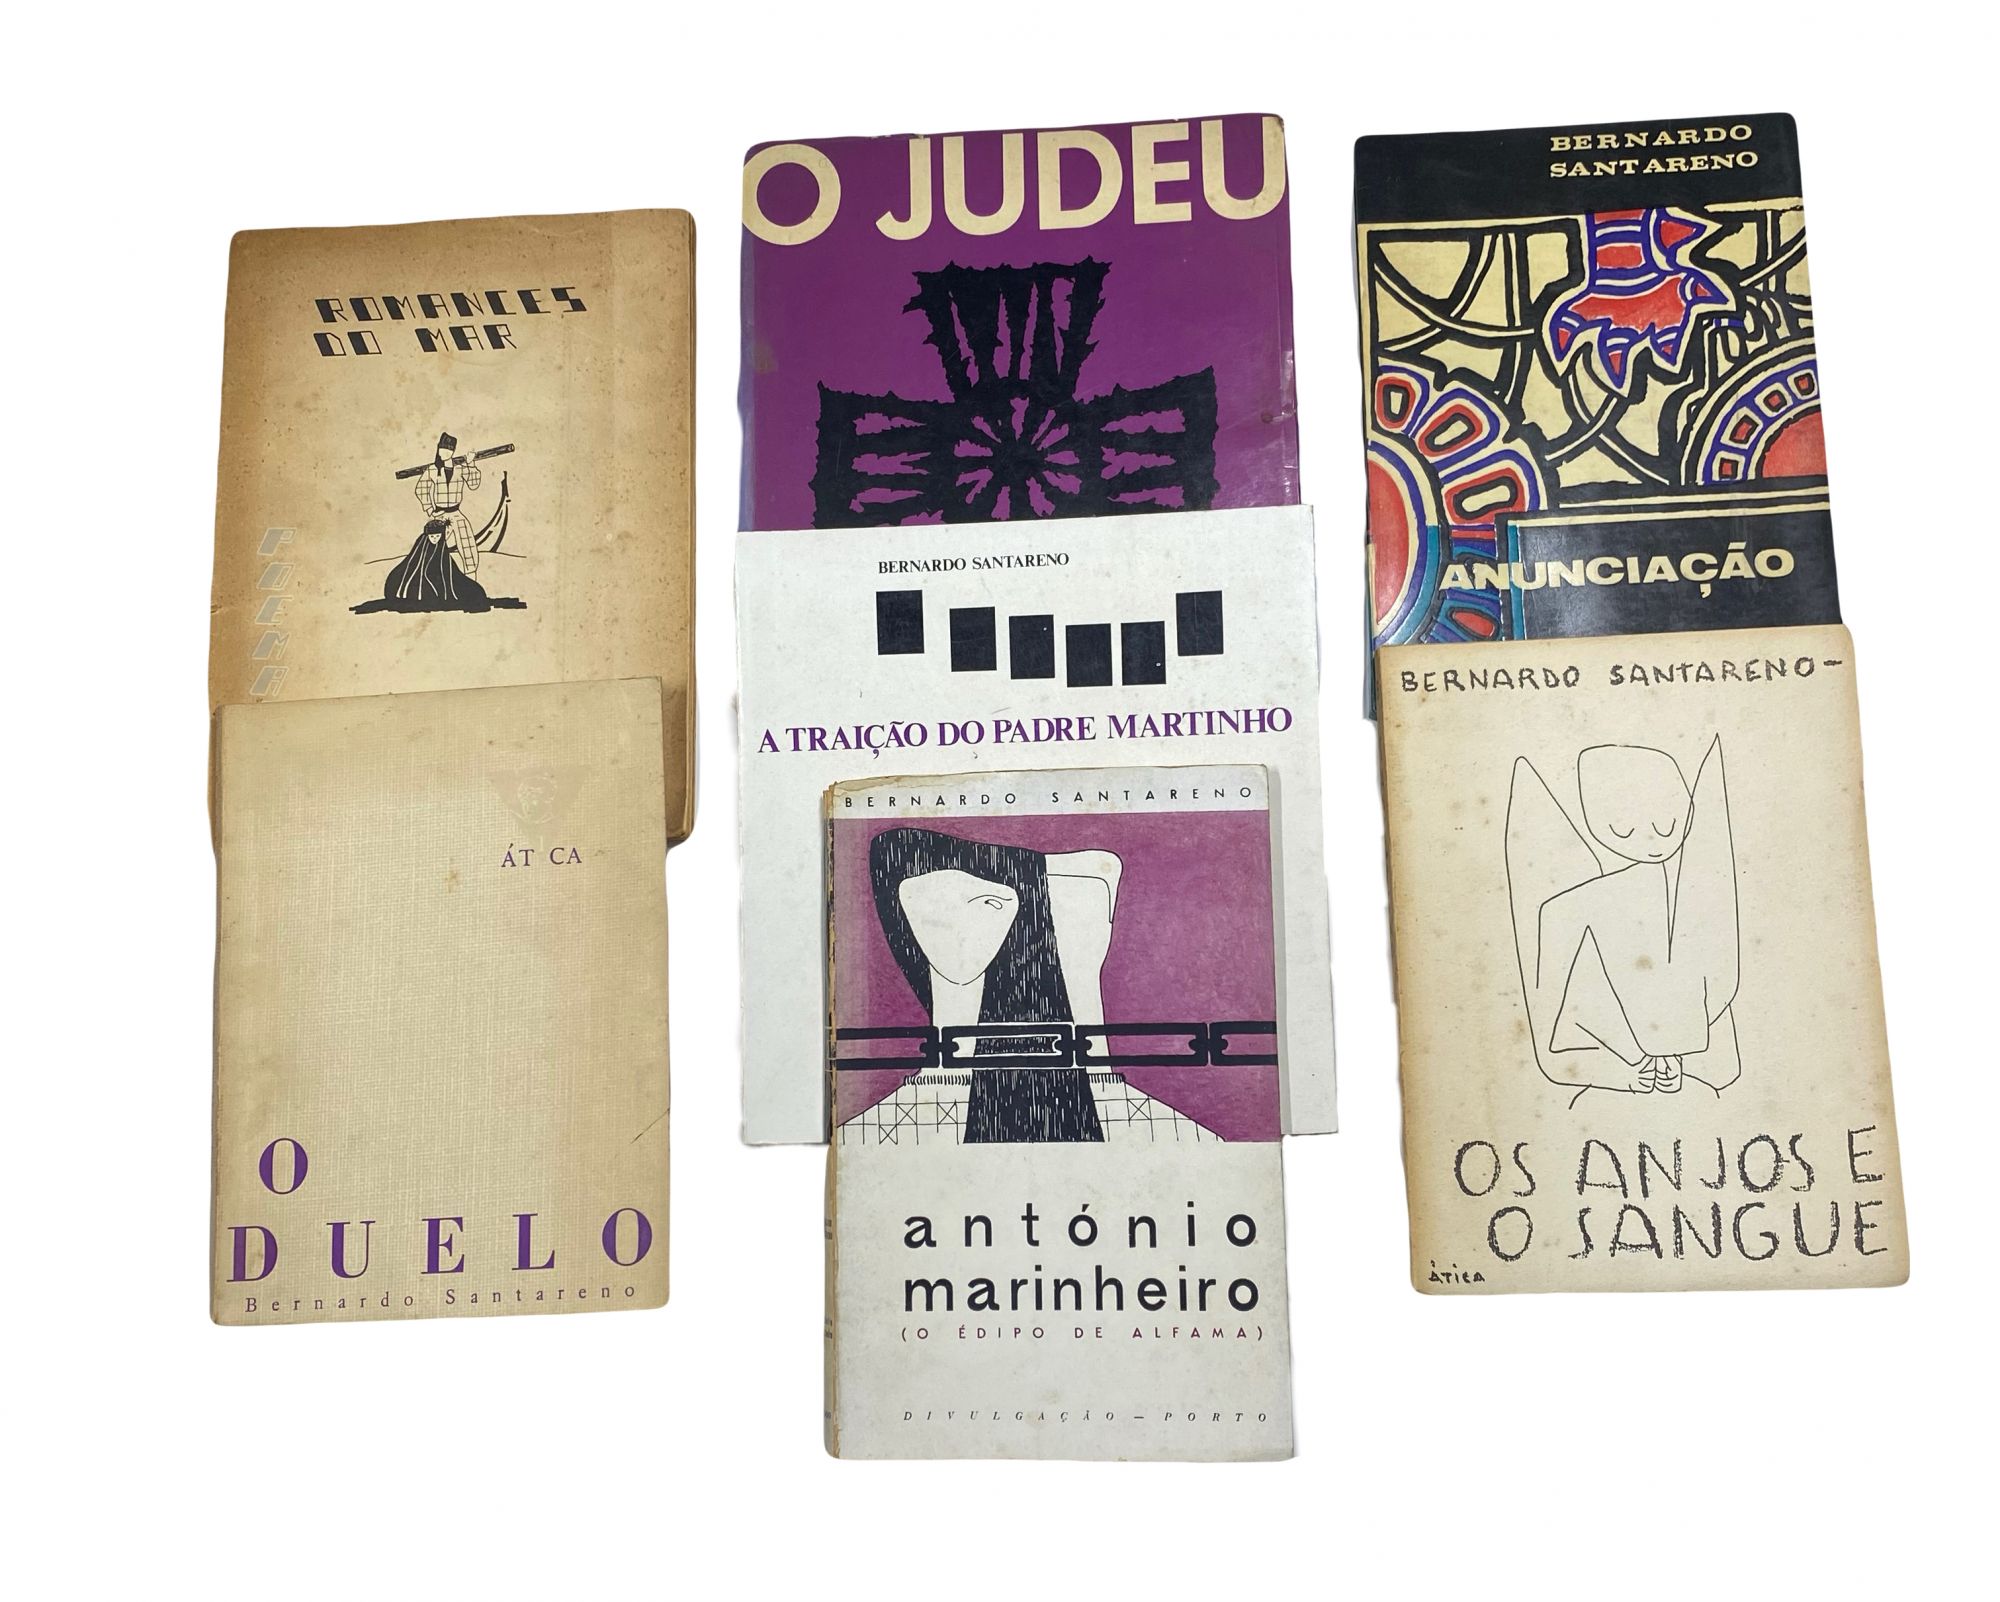 ROMANCES
DO MAR
POEMA
ÁT CA
O
DUELO
Bernardo Santareno
O JUDEU
BERNARDO SANTARENO
A TRAIÇÃO DO PADRE MARTINHO
BERNARDO SANTARENO
antónio
marinheiro
(O ÉDIPO DE ALFAMA)
DIVULGAÇÃO — PORTO
BERNARDO
SANTARENO
ANUNCIAÇÃO
BERNARDO SANTARENO-
OS ANJOS E
O SANGUE
ÁTICA